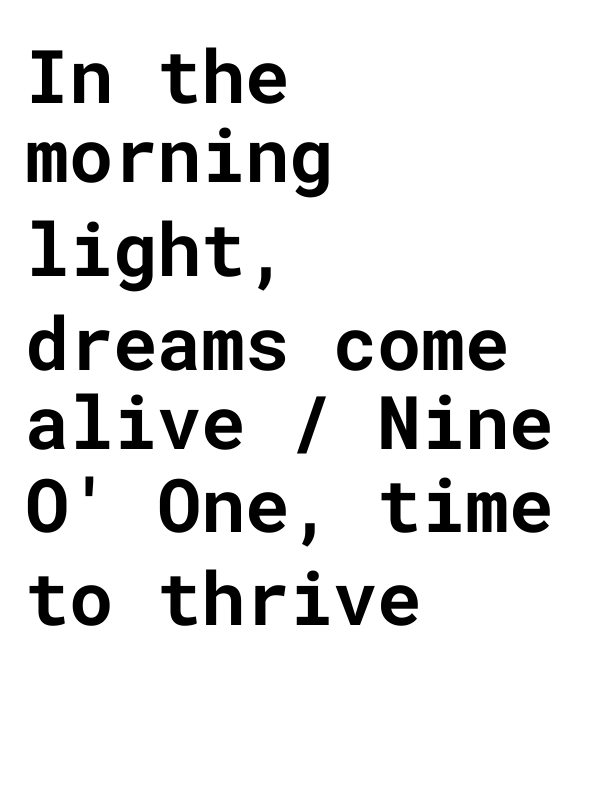 In the
morning
light,
dreams come
alive / Nine
O' One, time
to thrive